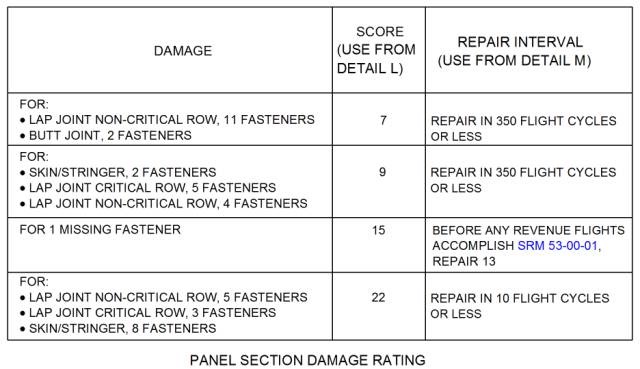 DAMAGE
SCORE
(USE FROM
DETAIL L)
REPAIR INTERVAL
(USE FROM DETAIL M)
FOR:
• LAP JOINT NON-CRITICAL ROW, 11 FASTENERS
• BUTT JOINT, 2 FASTENERS
7
REPAIR IN 350 FLIGHT CYCLES
OR LESS
FOR:
• SKIN/STRINGER, 2 FASTENERS
• LAP JOINT CRITICAL ROW, 5 FASTENERS
• LAP JOINT NON-CRITICAL ROW, 4 FASTENERS
9
REPAIR IN 350 FLIGHT CYCLES
OR LESS
FOR 1 MISSING FASTENER
15
BEFORE ANY REVENUE FLIGHTS
ACCOMPLISH SRM 53-00-01,
REPAIR 13
FOR:
• LAP JOINT NON-CRITICAL ROW, 5 FASTENERS
• LAP JOINT CRITICAL ROW, 3 FASTENERS
• SKIN/STRINGER, 8 FASTENERS
22
REPAIR IN 10 FLIGHT CYCLES
OR LESS
PANEL SECTION DAMAGE RATING